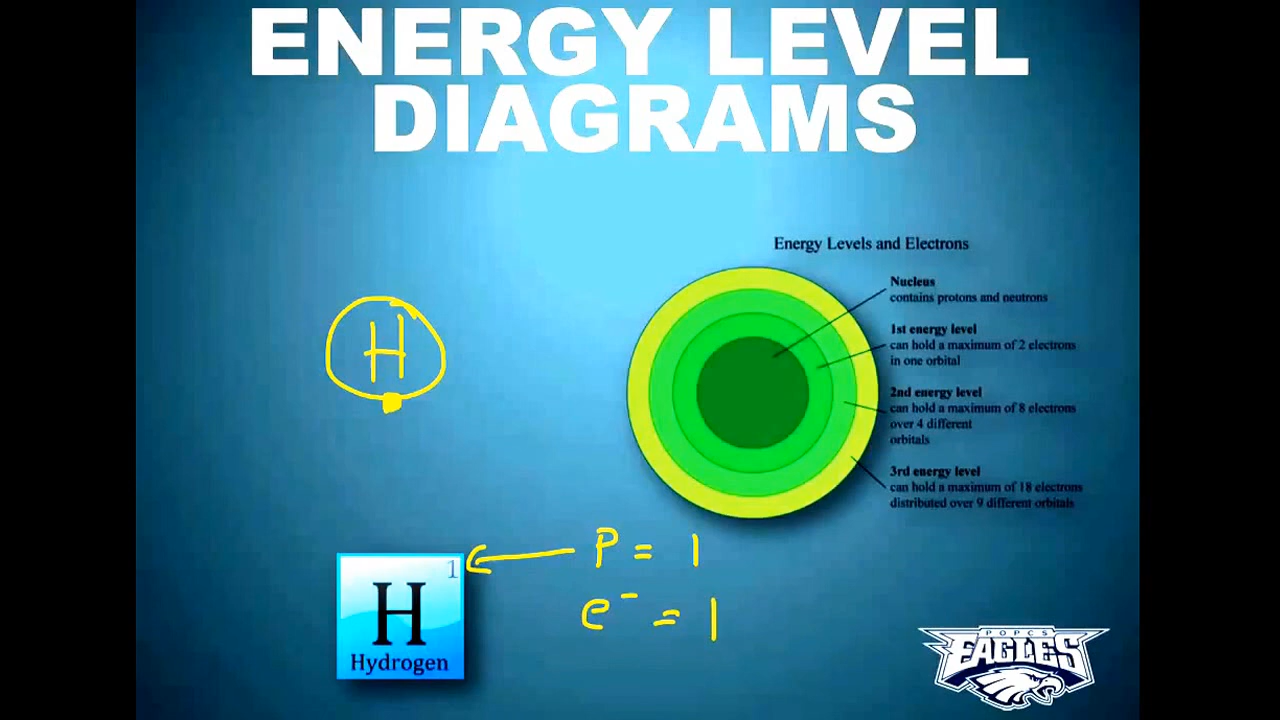 ENERGY LEVEL
DIAGRAMS
Energy Levels and Electrons
Nucleus
contains protons and neutrons
1st energy level
can hold a maximum of 2 electrons
in one orbital
2nd energy level
can hold a maximum of 8 electrons
over 4 different
orbitals
3rd energy level
can hold a maximum of 18 electrons
distributed over 9 different orbitals
H
P = 1
e⁻ = 1
1
H
Hydrogen
POPCS
EAGLES